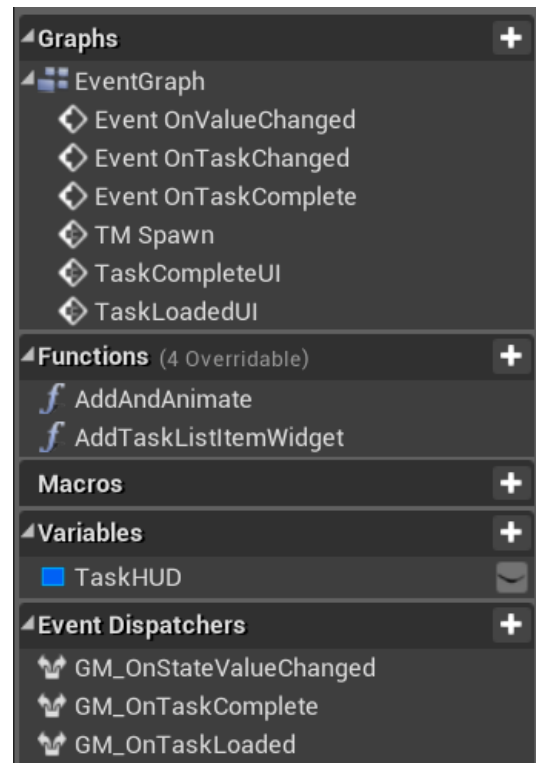 Graphs
EventGraph
Event OnValueChanged
Event OnTaskChanged
Event OnTaskComplete
TM Spawn
TaskCompleteUI
TaskLoadedUI
Functions (4 Overridable)
AddAndAnimate
AddTaskListItemWidget
Macros
Variables
TaskHUD
Event Dispatchers
GM_OnStateValueChanged
GM_OnTaskComplete
GM_OnTaskLoaded